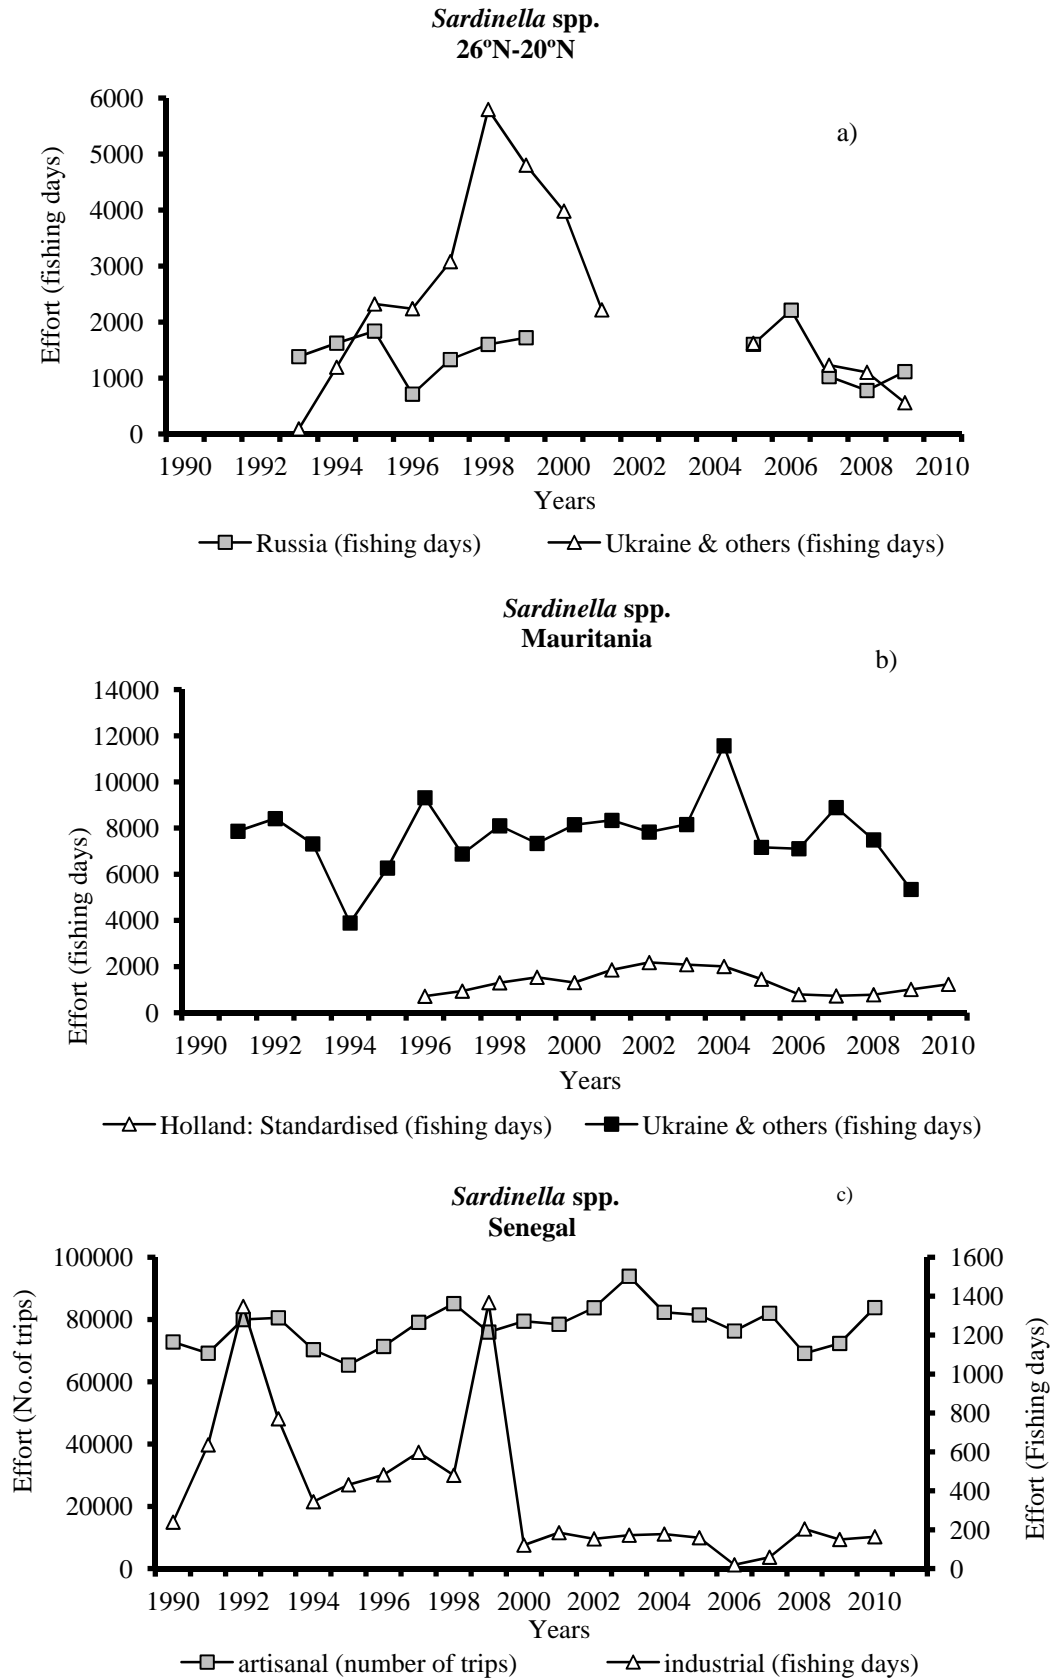 Sardinella spp.
26ºN-20ºN
a)
Effort (fishing days)
6000
5000
4000
3000
2000
1000
0
1990 1992 1994 1996 1998 2000 2002 2004 2006 2008 2010
Years
Russia (fishing days) Ukraine & others (fishing days)
Sardinella spp.
Mauritania
b)
Effort (fishing days)
14000
12000
10000
8000
6000
4000
2000
0
1990 1992 1994 1996 1998 2000 2002 2004 2006 2008 2010
Years
Holland: Standardised (fishing days) Ukraine & others (fishing days)
Sardinella spp.
Senegal
c)
Effort (No.of trips)
100000
80000
60000
40000
20000
0
1600
1400
1200
1000
800
600
400
200
0
Effort (Fishing days)
1990 1992 1994 1996 1998 2000 2002 2004 2006 2008 2010
Years
artisanal (number of trips) industrial (fishing days)